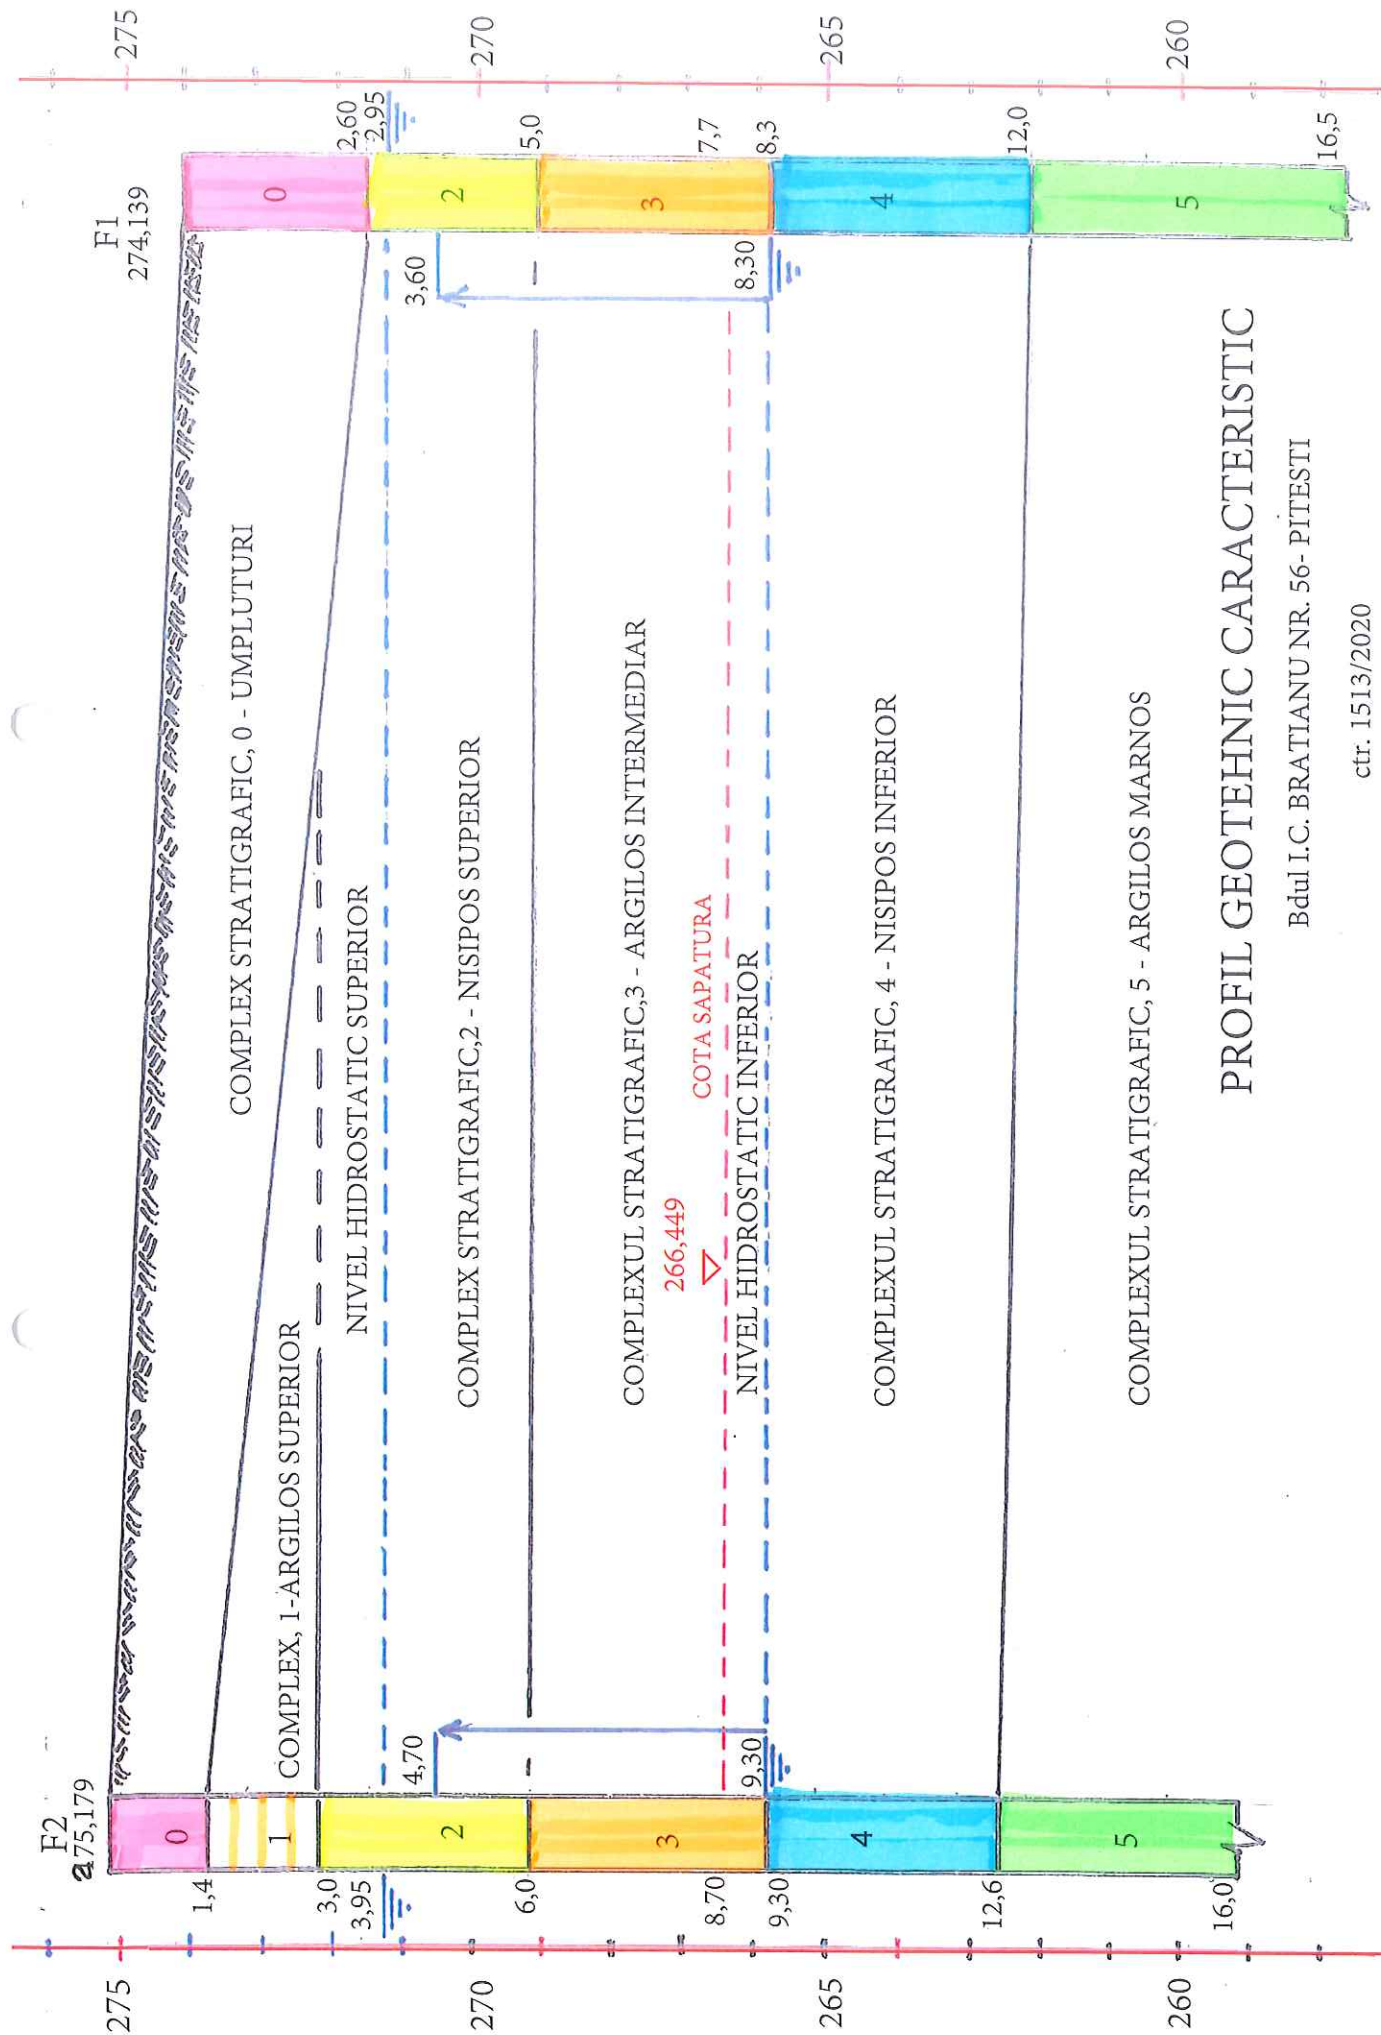 F2
275,179
F1
274,139
275
270
265
260
1,4
3,0
3,95
6,0
8,70
9,30
12,6
16,0
0
1
2
3
4
5
4,70
9,30
COMPLEX STRATIGRAFIC, 0 - UMPLUTURI
COMPLEX, 1-ARGILOS SUPERIOR
NIVEL HIDROSTATIC SUPERIOR
COMPLEX STRATIGRAFIC,2 - NISIPOS SUPERIOR
COMPLEXUL STRATIGRAFIC,3 - ARGILOS INTERMEDIAR
266,449
COTA SAPATURA
NIVEL HIDROSTATIC INFERIOR
COMPLEXUL STRATIGRAFIC, 4 - NISIPOS INFERIOR
COMPLEXUL STRATIGRAFIC, 5 - ARGILOS MARNOS
3,60
8,30
0
2
3
4
5
2,60
2,95
5,0
7,7
8,3
12,0
16,5
275
270
265
260
PROFIL GEOTEHNIC CARACTERISTIC
Bdul I.C. BRATIANU NR. 56- PITESTI
ctr. 1513/2020